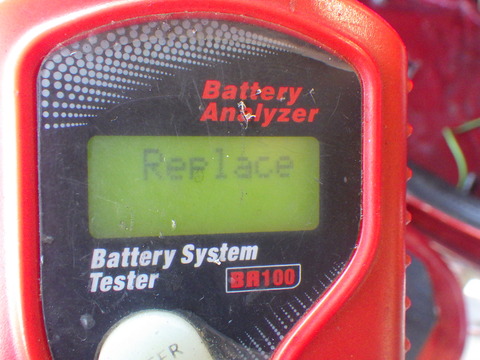 Battery
Analyzer
Replace
Battery System
Tester
BR100